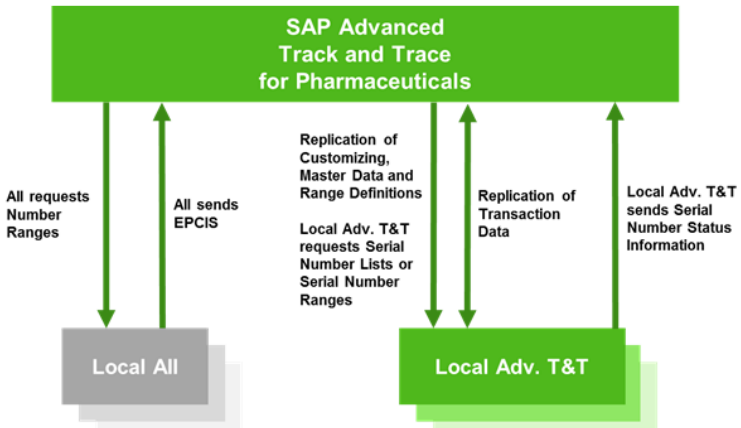 SAP Advanced
Track and Trace
for Pharmaceuticals
All requests
Number
Ranges
All sends
EPCIS
Replication of
Customizing,
Master Data and
Range Definitions
Local Adv. T&T
requests Serial
Number Lists or
Serial Number
Ranges
Replication of
Transaction
Data
Local Adv. T&T
sends Serial
Number Status
Information
Local All
Local Adv. T&T